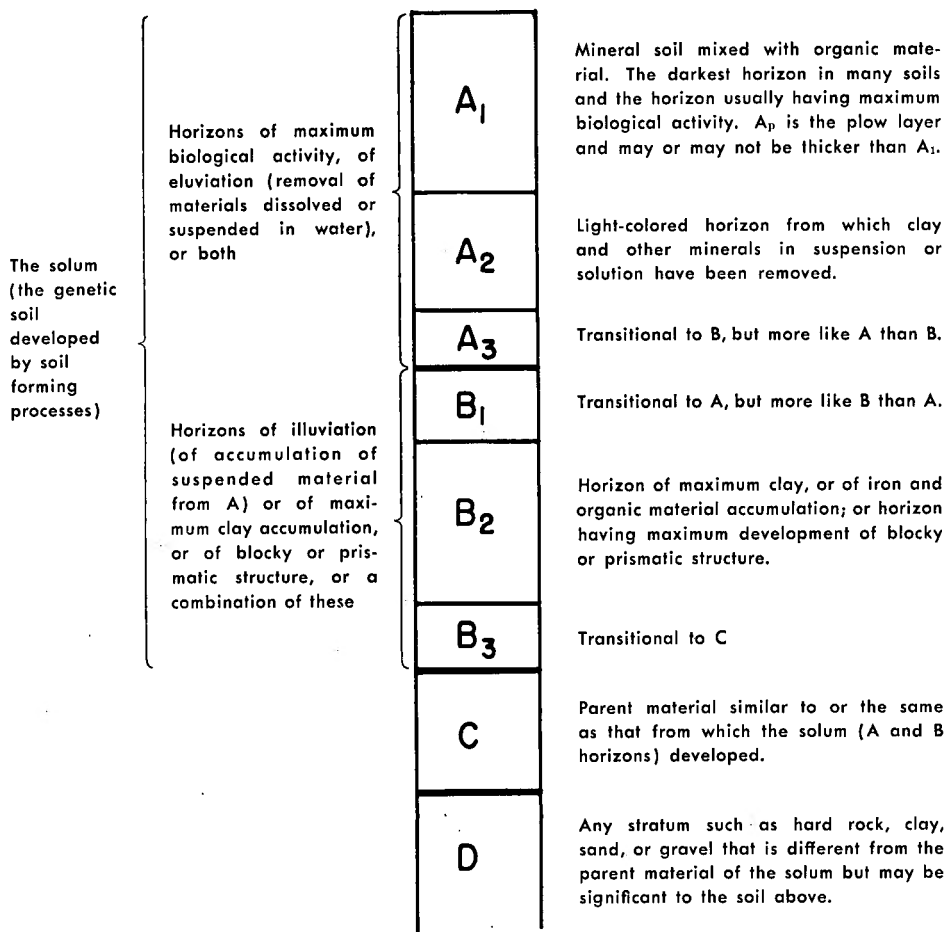 The solum
(the genetic
soil
developed
by soil
forming
processes)
Horizons of maximum
biological activity, of
eluviation (removal of
materials dissolved or
suspended in water),
or both
Horizons of illuviation
(of accumulation of
suspended material
from A) or of maxi-
mum clay accumulation,
or of blocky or pris-
matic structure, or a
combination of these
A1
Mineral soil mixed with organic mate-
rial. The darkest horizon in many soils
and the horizon usually having maximum
biological activity. Ap is the plow layer
and may or may not be thicker than A1.
A2
Light-colored horizon from which clay
and other minerals in suspension or
solution have been removed.
A3
Transitional to B, but more like A than B.
B1
Transitional to A, but more like B than A.
B2
Horizon of maximum clay, or of iron and
organic material accumulation; or horizon
having maximum development of blocky
or prismatic structure.
B3
Transitional to C
C
Parent material similar to or the same
as that from which the solum (A and B
horizons) developed.
D
Any stratum such as hard rock, clay,
sand, or gravel that is different from the
parent material of the solum but may be
significant to the soil above.